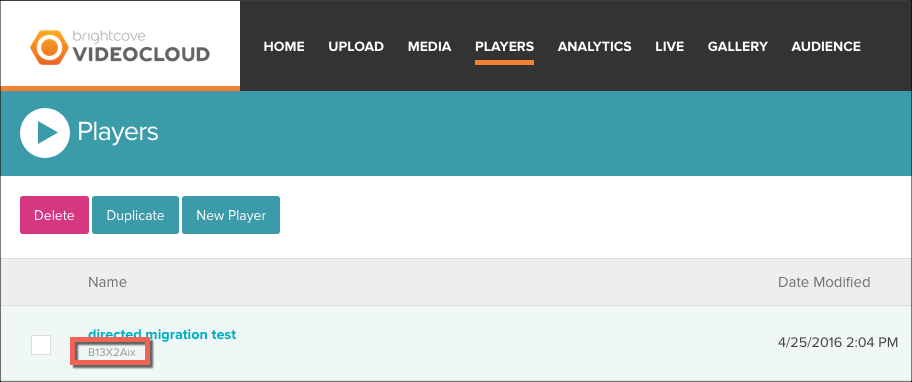 brightcove
VIDEOCLOUD
HOME UPLOAD MEDIA PLAYERS ANALYTICS LIVE GALLERY AUDIENCE
Players
Delete Duplicate New Player
Name Date Modified
directed migration test
B13X2Aix
4/25/2016 2:04 PM